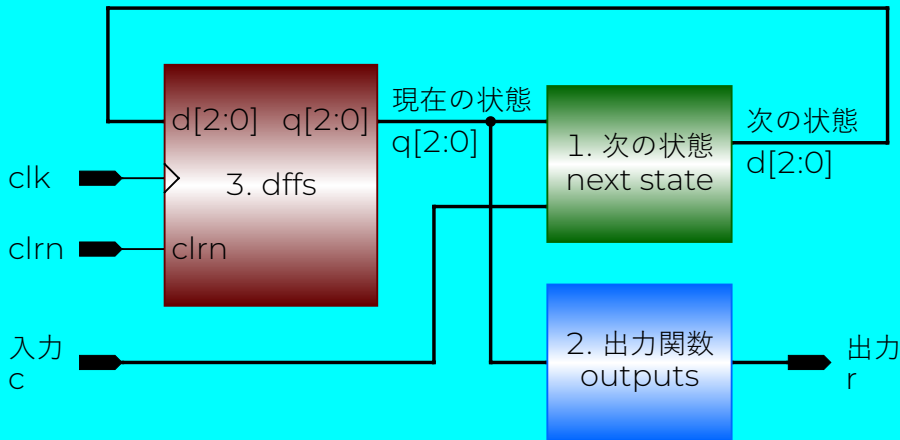 d[2:0] q[2:0]
3. dffs
clrn
clk
clrn
入力
c
現在の状態
q[2:0]
1. 次の状態
next state
次の状態
d[2:0]
2. 出力関数
outputs
出力
r